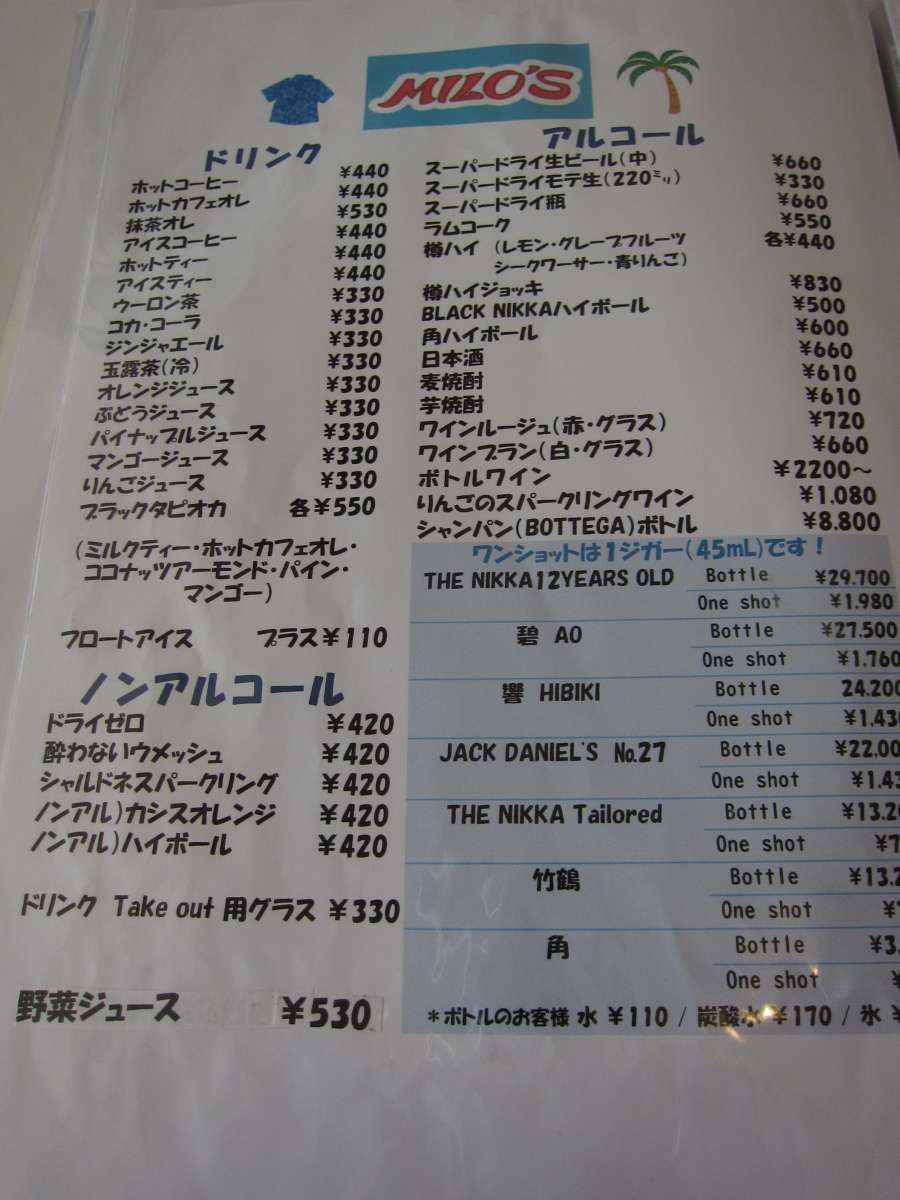 MILO'S
ドリンク
ホットコーヒー ¥440
ホットカフェオレ ¥440
抹茶オレ ¥530
アイスコーヒー ¥440
ホットティー ¥440
アイスティー ¥440
ウーロン茶 ¥330
コカ・コーラ ¥330
ジンジャエール ¥330
玉露茶(冷) ¥330
オレンジジュース ¥330
ぶどうジュース ¥330
パイナップルジュース ¥330
マンゴージュース ¥330
りんごジュース ¥330
ブラックタピオカ 各¥550
(ミルクティー・ホットカフェオレ・
ココナッツアーモンド・パイン・
マンゴー)
フロートアイス プラス¥110
ノンアルコール
ドライゼロ ¥420
酔わないウメッシュ ¥420
シャルドネスパークリング ¥420
ノンアル)カシスオレンジ ¥420
ノンアル)ハイボール ¥420
ドリンク Take out 用グラス ¥330
野菜ジュース ¥530
アルコール
スーパードライ生ビール(中) ¥660
スーパードライモテ生(220ミリ) ¥330
スーパードライ瓶 ¥660
ラムコーク ¥550
樽ハイ (レモン・グレープフルーツ 各¥440
シークワーサー・青りんご)
樽ハイジョッキ ¥830
BLACK NIKKAハイボール ¥500
角ハイボール ¥600
日本酒 ¥660
麦焼酎 ¥610
芋焼酎 ¥610
ワインルージュ(赤・グラス) ¥720
ワインブラン(白・グラス) ¥660
ボトルワイン ¥2200～
りんごのスパークリングワイン ¥1.080
シャンパン(BOTTEGA)ボトル ¥8.800
ワンショットは1ジガー(45mL)です!
THE NIKKA12YEARS OLD Bottle ¥29.700
One shot ¥1.980
碧 AO Bottle ¥27.500
One shot ¥1.760
響 HIBIKI Bottle 24.200
One shot ¥1.43
JACK DANIEL'S No.27 Bottle ¥22.00
One shot ¥1.43
THE NIKKA Tailored Bottle ¥13.20
One shot ¥7
竹鶴 Bottle ¥13.2
One shot
角 Bottle ¥3.
One shot ¥
*ボトルのお客様 水 ¥110 / 炭酸水 ¥170 / 氷 ¥